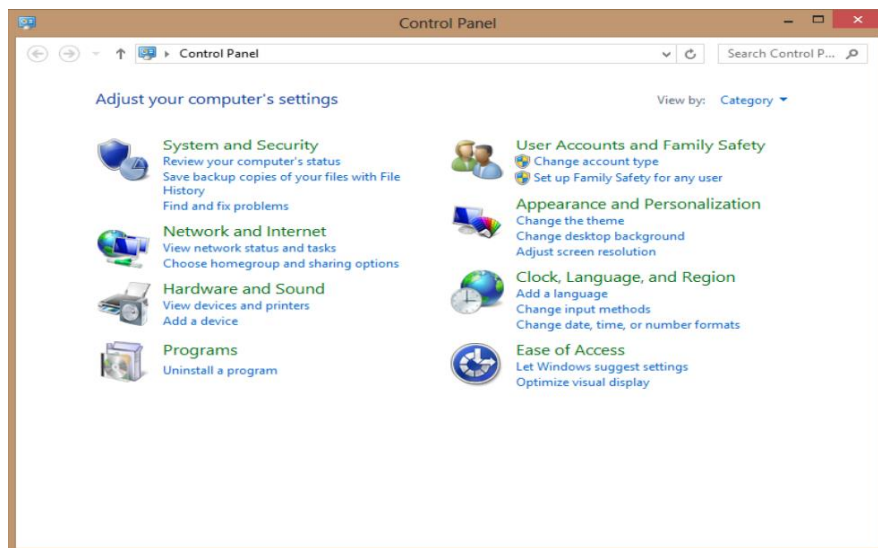 Control Panel
Control Panel
Search Control P...
Adjust your computer's settings
View by: Category
System and Security
Review your computer's status
Save backup copies of your files with File
History
Find and fix problems
Network and Internet
View network status and tasks
Choose homegroup and sharing options
Hardware and Sound
View devices and printers
Add a device
Programs
Uninstall a program
User Accounts and Family Safety
Change account type
Set up Family Safety for any user
Appearance and Personalization
Change the theme
Change desktop background
Adjust screen resolution
Clock, Language, and Region
Add a language
Change input methods
Change date, time, or number formats
Ease of Access
Let Windows suggest settings
Optimize visual display